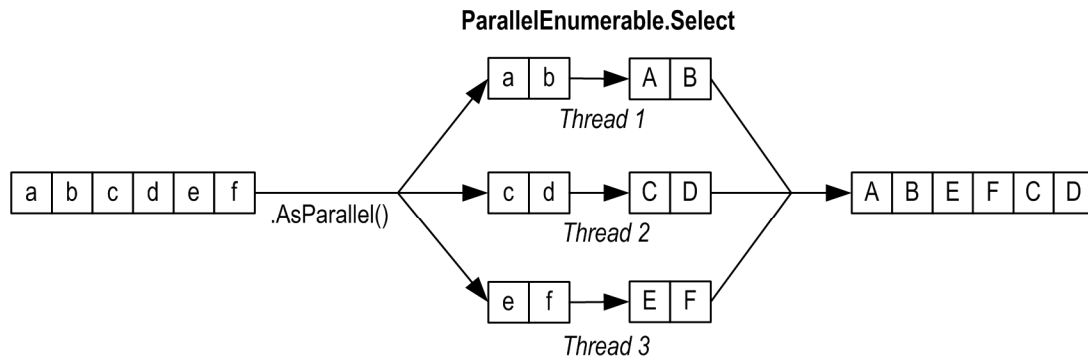 ParallelEnumerable.Select
a b A B
Thread 1
a b c d e f c d C D A B E F C D
.AsParallel()
Thread 2
e f E F
Thread 3